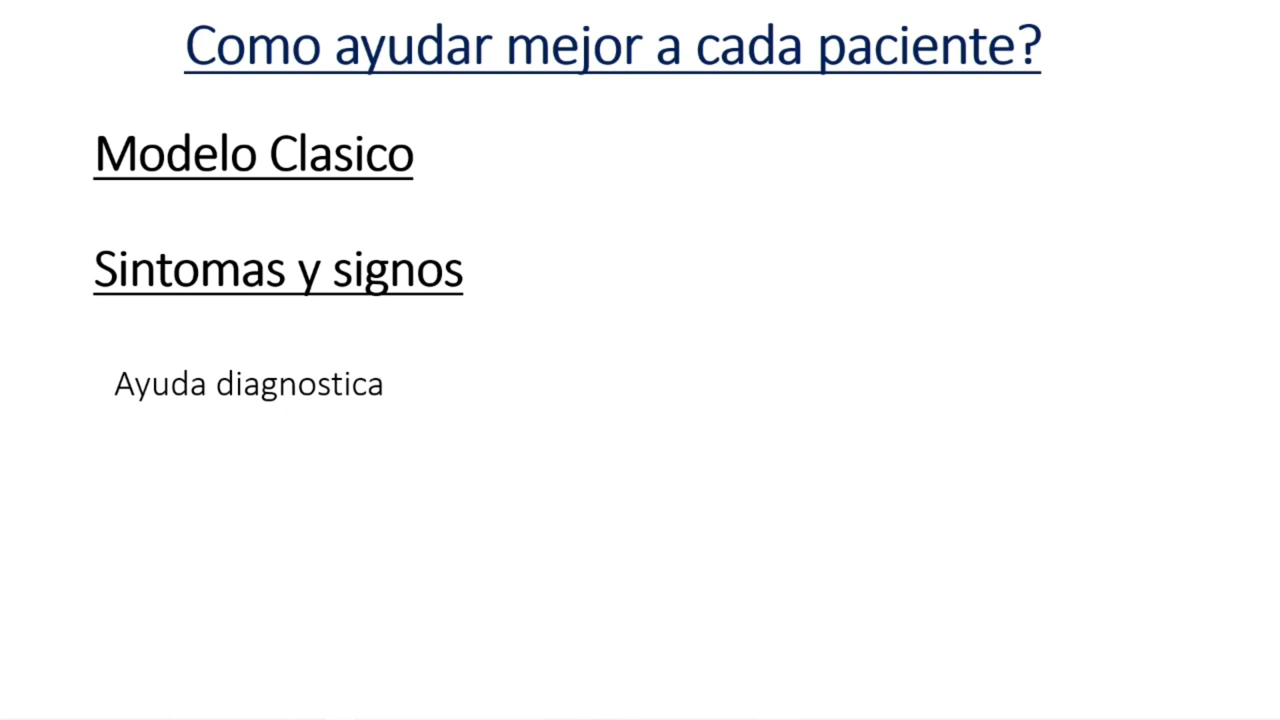 Como ayudar mejor a cada paciente?
Modelo Clasico
Sintomas y signos
Ayuda diagnostica